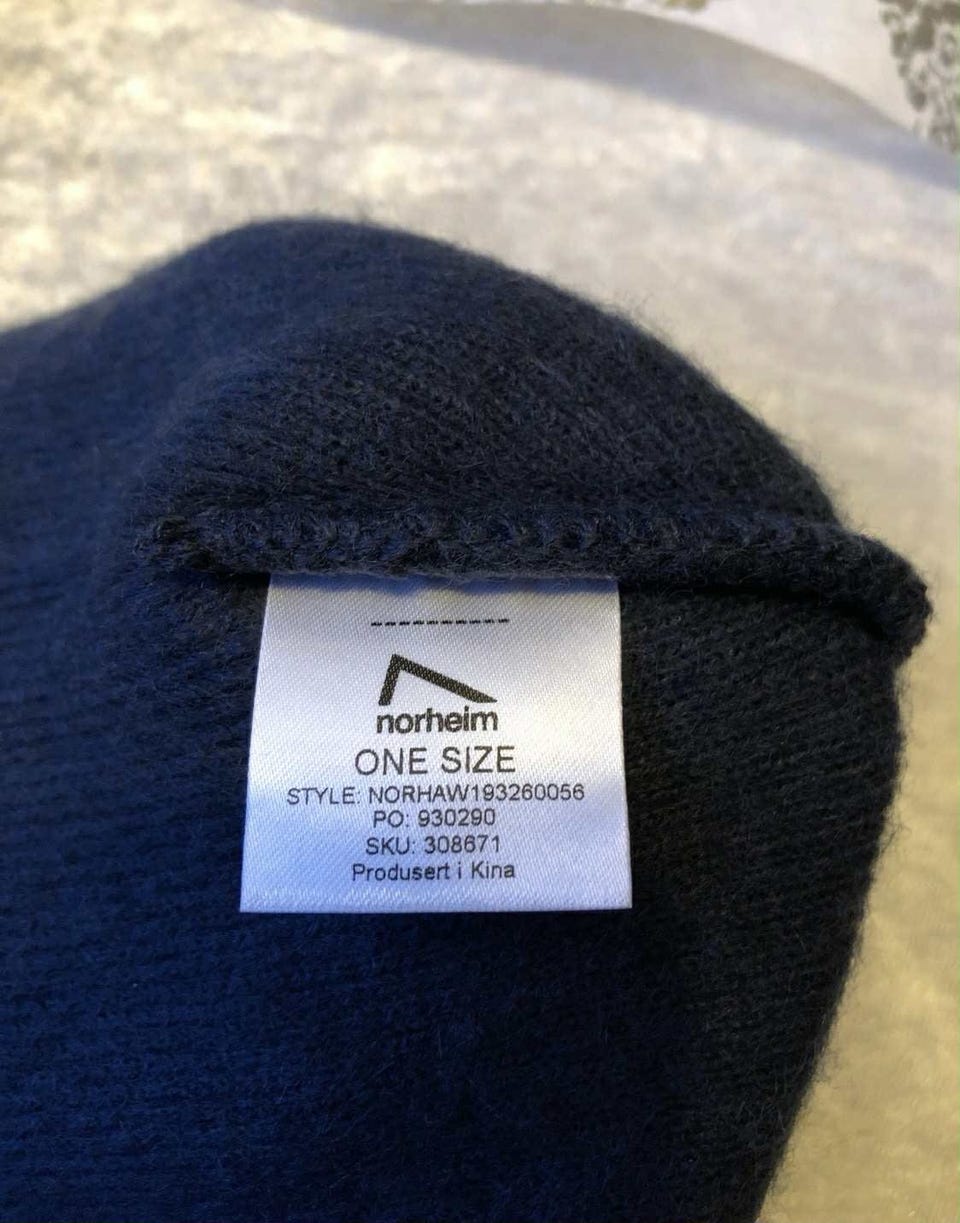 norheim
ONE SIZE
STYLE: NORHAW193260056
PO: 930290
SKU: 308671
Produsert i Kina